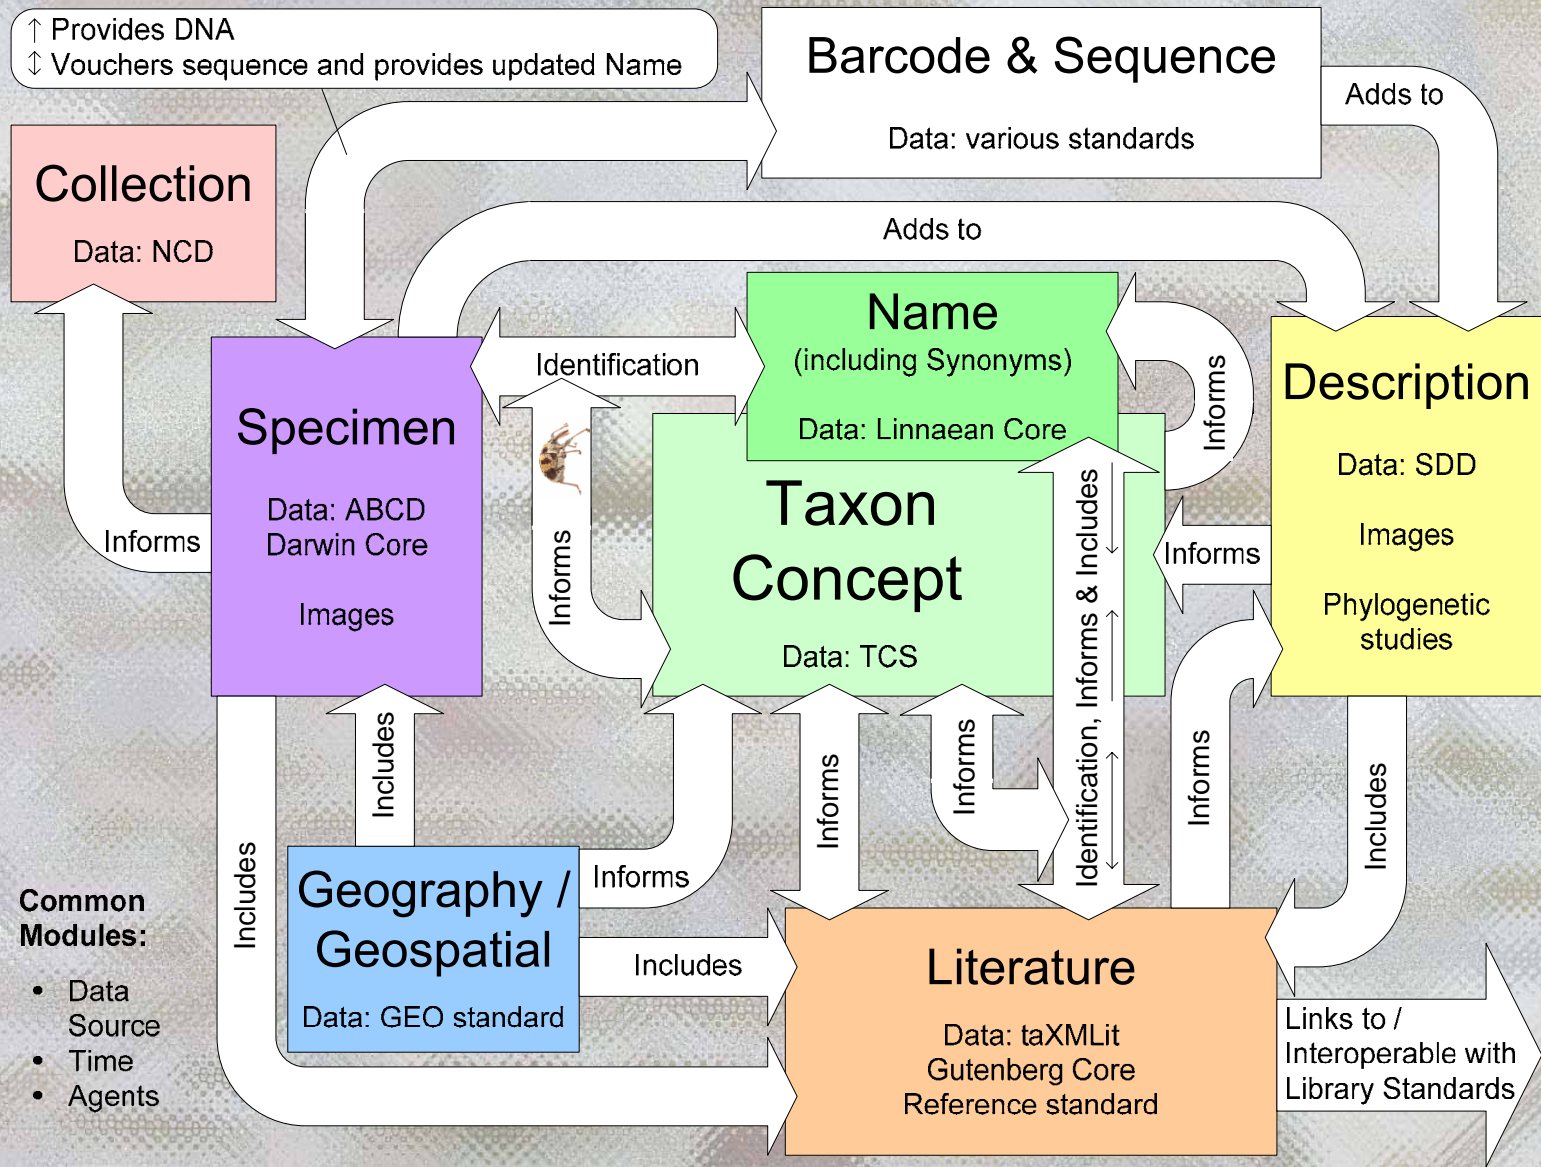 ↑ Provides DNA
↕ Vouchers sequence and provides updated Name
Barcode & Sequence
Data: various standards
Adds to
Collection
Data: NCD
Adds to
Name
(including Synonyms)
Data: Linnaean Core
Identification
Informs
Description
Data: SDD
Images
Phylogenetic
studies
Specimen
Data: ABCD
Darwin Core
Images
Informs
Informs
Taxon
Concept
Data: TCS
Identification, Informs & Includes
Informs
Includes
Informs
Informs
Informs
Includes
Includes
Geography /
Geospatial
Data: GEO standard
Informs
Includes
Common
Modules:
• Data
Source
• Time
• Agents
Literature
Data: taXMLit
Gutenberg Core
Reference standard
Links to /
Interoperable with
Library Standards